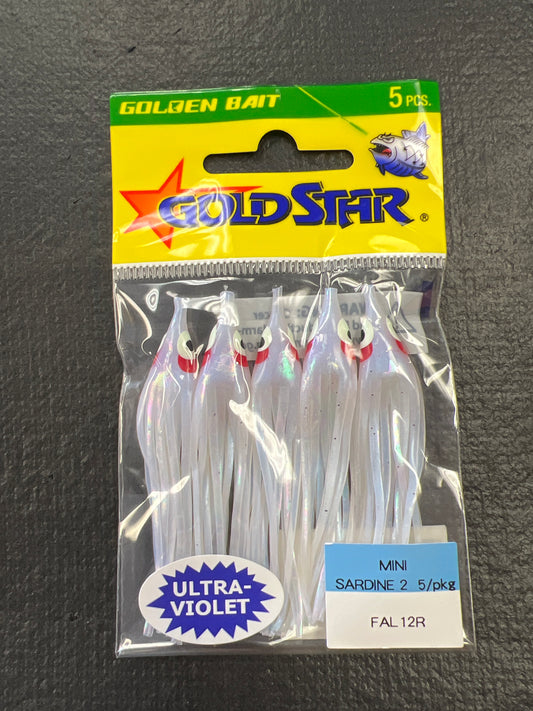 GOLDEN BAIT
5 PCS.
GOLDSTAR®
ULTRA-
VIOLET
MINI
SARDINE 2 5/pkg
FAL12R